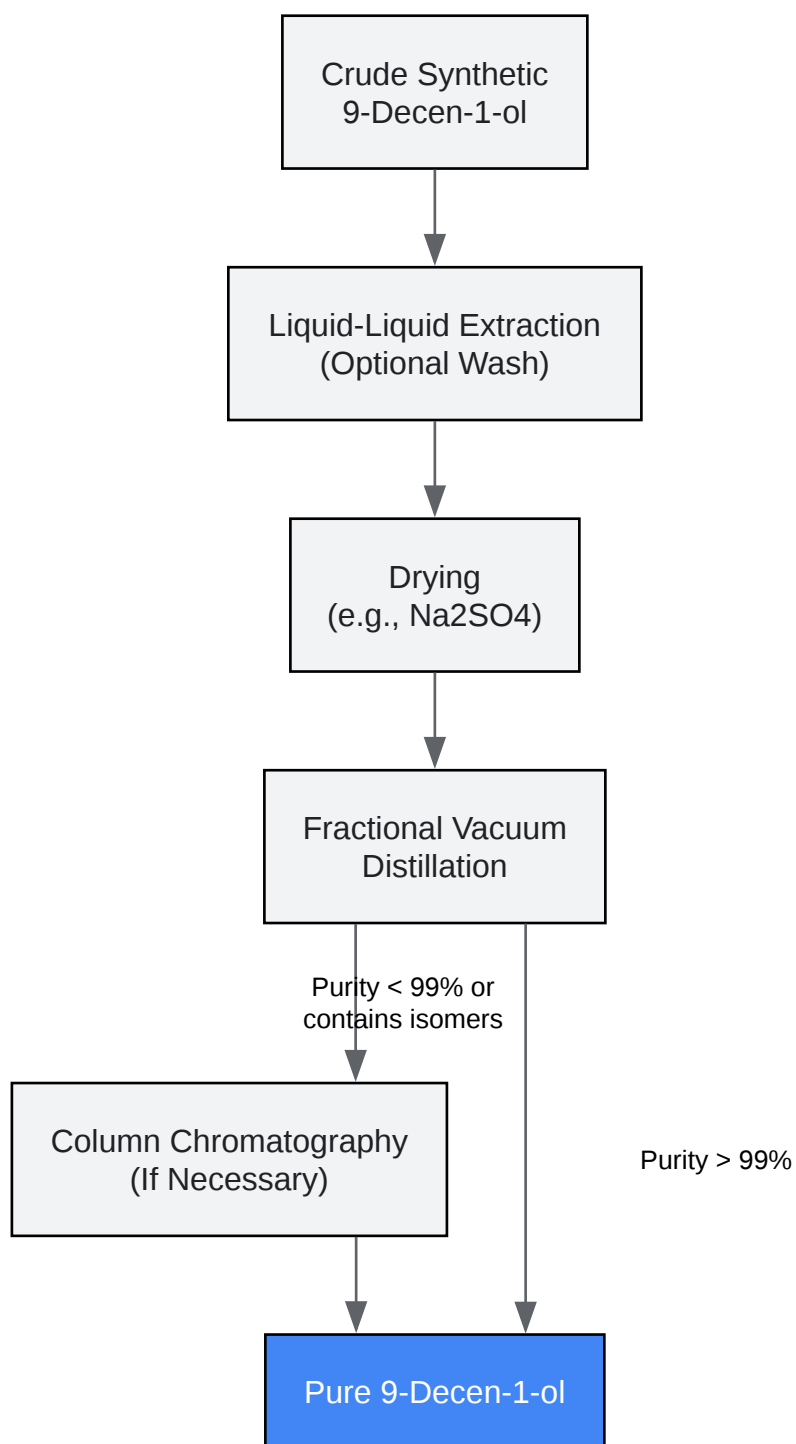 Crude Synthetic
9-Decen-1-ol
Liquid-Liquid Extraction
(Optional Wash)
Drying
(e.g., Na2SO4)
Fractional Vacuum
Distillation
Purity < 99% or
contains isomers
Column Chromatography
(If Necessary)
Purity > 99%
Pure 9-Decen-1-ol